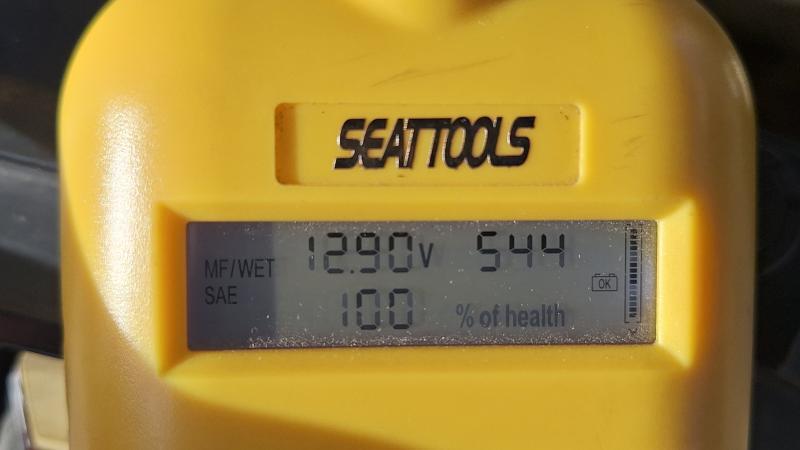 SEATTOOLS
MF/WET 12.90V 544
SAE 100 % of health
OK